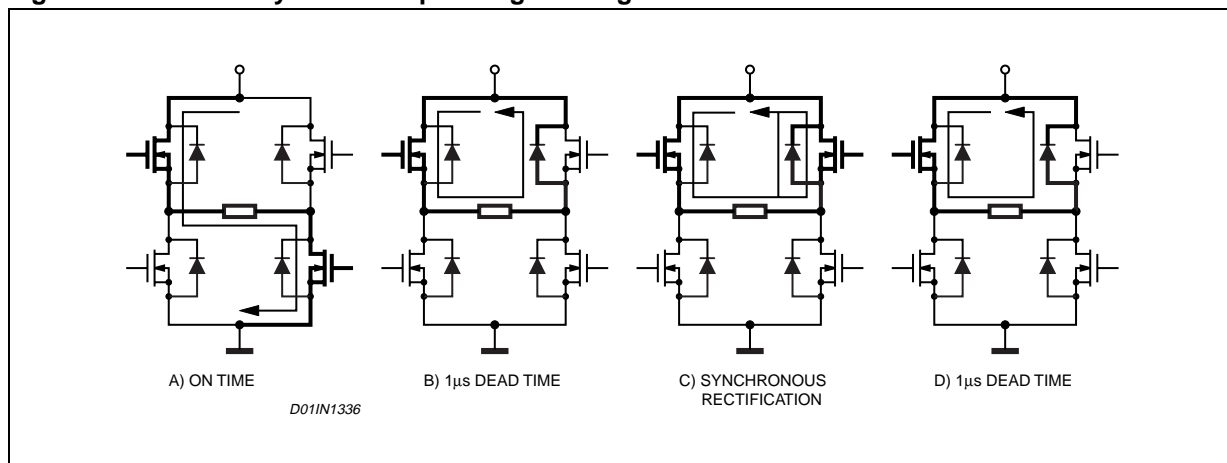 A) ON TIME
B) 1μs DEAD TIME
C) SYNCHRONOUS
RECTIFICATION
D) 1μs DEAD TIME
D01IN1336